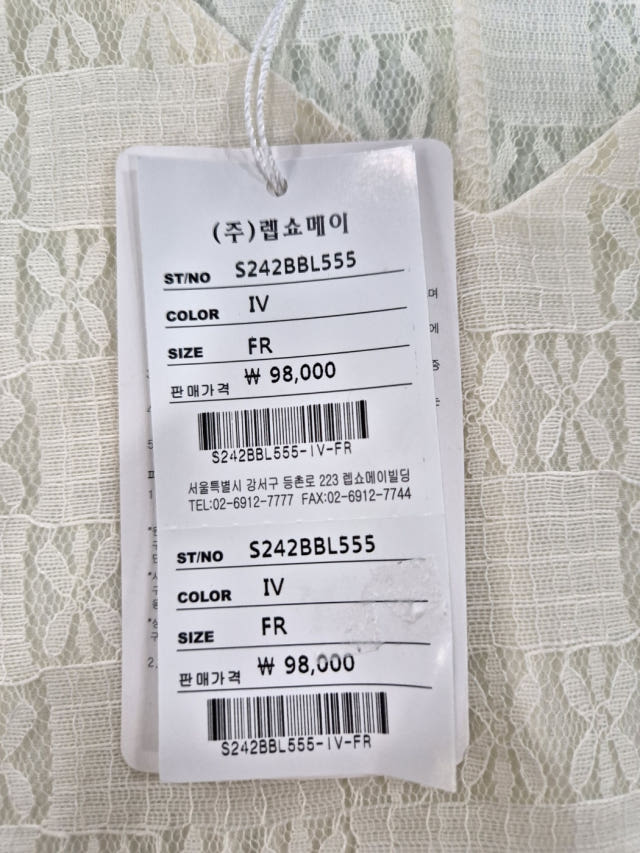 (주)렙쇼메이
ST/NO S242BBL555
COLOR IV
SIZE FR
판매가격 ₩ 98,000
S242BBL555-IV-FR
서울특별시 강서구 등촌로 223 렙쇼메이빌딩
TEL:02-6912-7777 FAX:02-6912-7744
ST/NO S242BBL555
COLOR IV
SIZE FR
판매가격 ₩ 98,000
S242BBL555-IV-FR